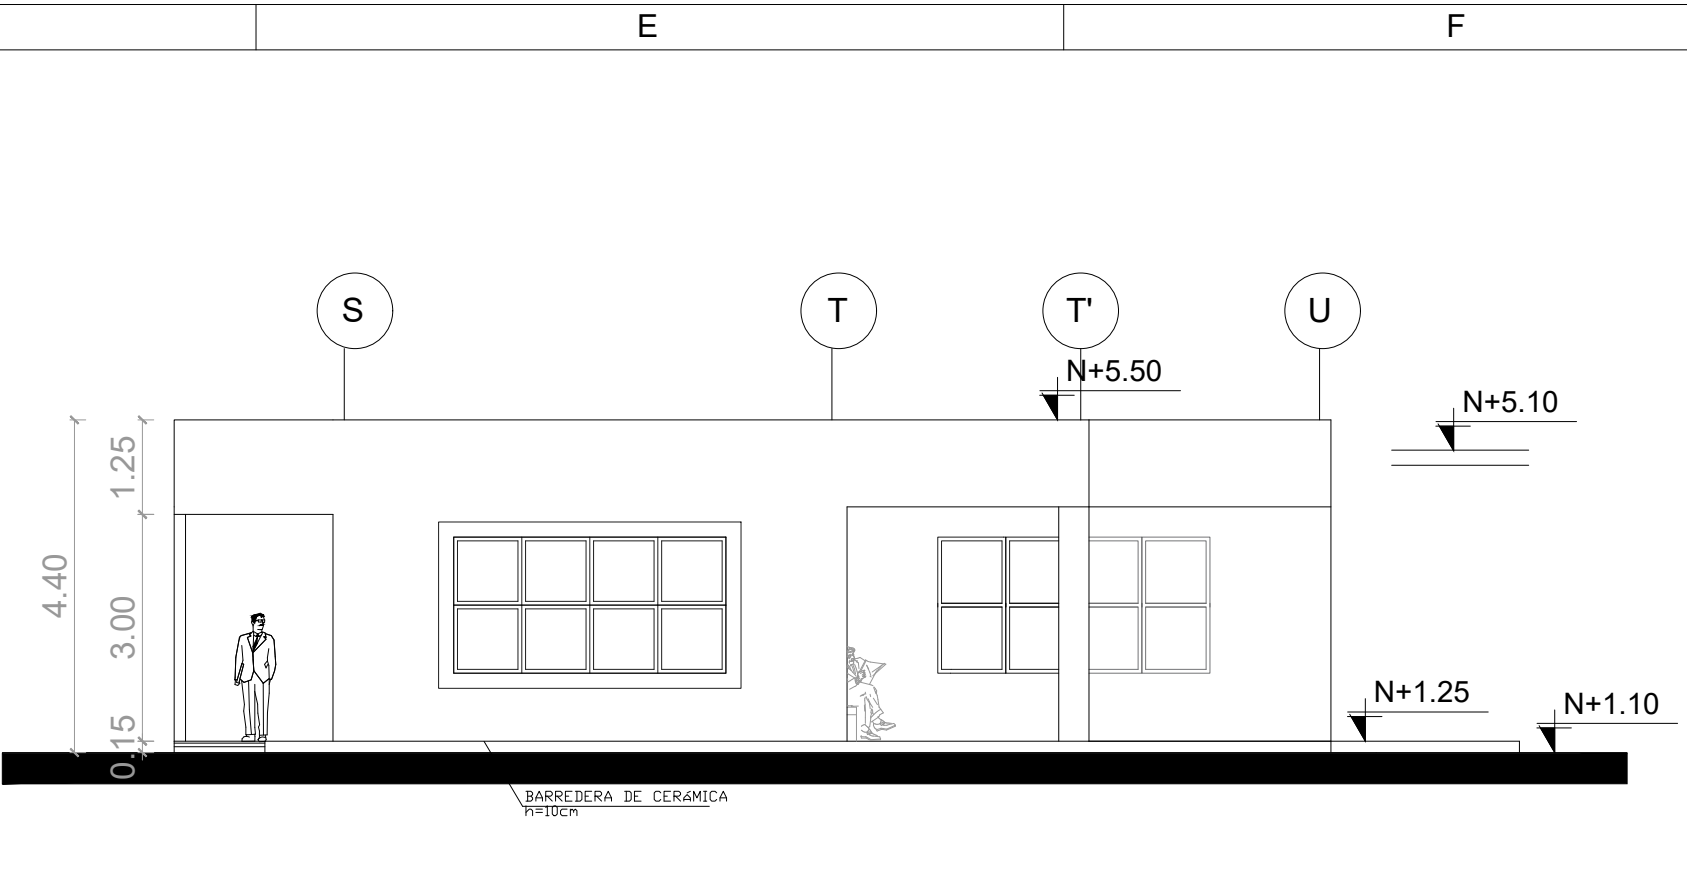 E
F
S
T
T'
U
N+5.50
N+5.10
1.25
4.40
3.00
0.15
N+1.25
N+1.10
BARREDERA DE CERáMICA
h=10cm